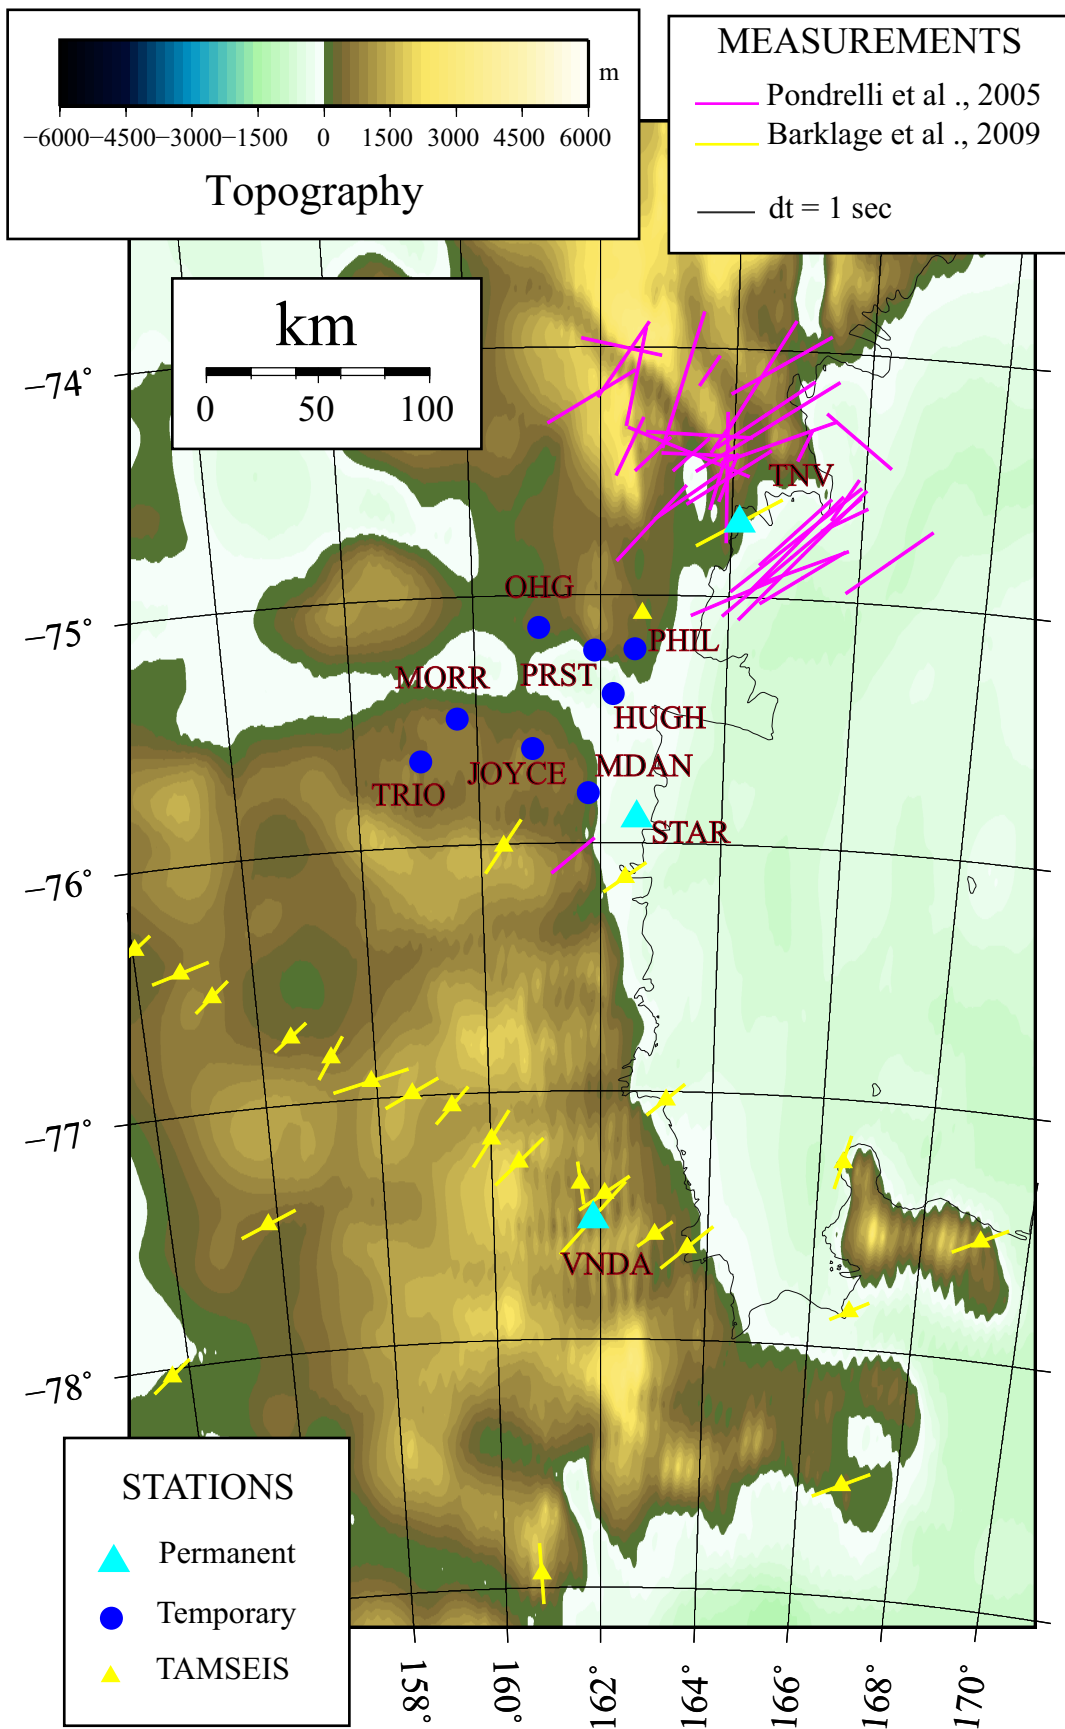 −6000−4500−3000−1500 0 1500 3000 4500 6000
m
Topography
MEASUREMENTS
Pondrelli et al ., 2005
Barklage et al ., 2009
dt = 1 sec
km
0 50 100
−74˚
−75˚
−76˚
−77˚
−78˚
TNV
OHG
PHIL
PRST
MORR
HUGH
JOYCE
MDAN
TRIO
STAR
VNDA
STATIONS
Permanent
Temporary
TAMSEIS
158˚ 160˚ 162˚ 164˚ 166˚ 168˚ 170˚